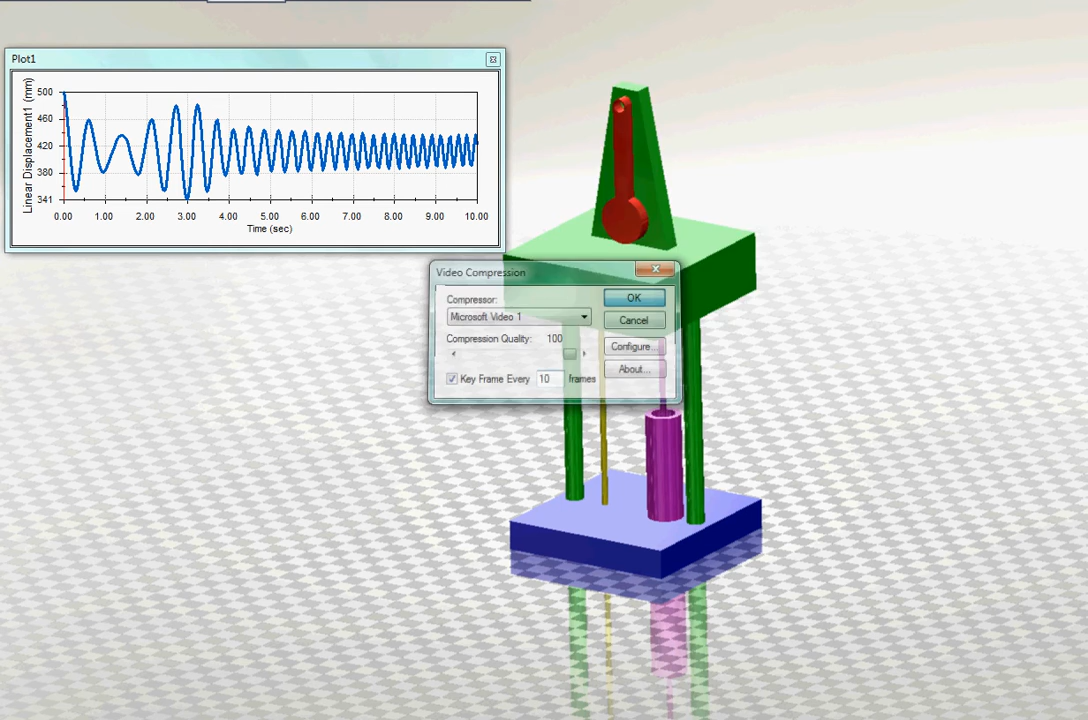 Plot1
Linear Displacement1 (mm)
500
460
420
380
341
0.00 1.00 2.00 3.00 4.00 5.00 6.00 7.00 8.00 9.00 10.00
Time (sec)
Video Compression
Compressor:
Microsoft Video 1
Compression Quality: 100
Key Frame Every 10 frames
OK
Cancel
Configure...
About...